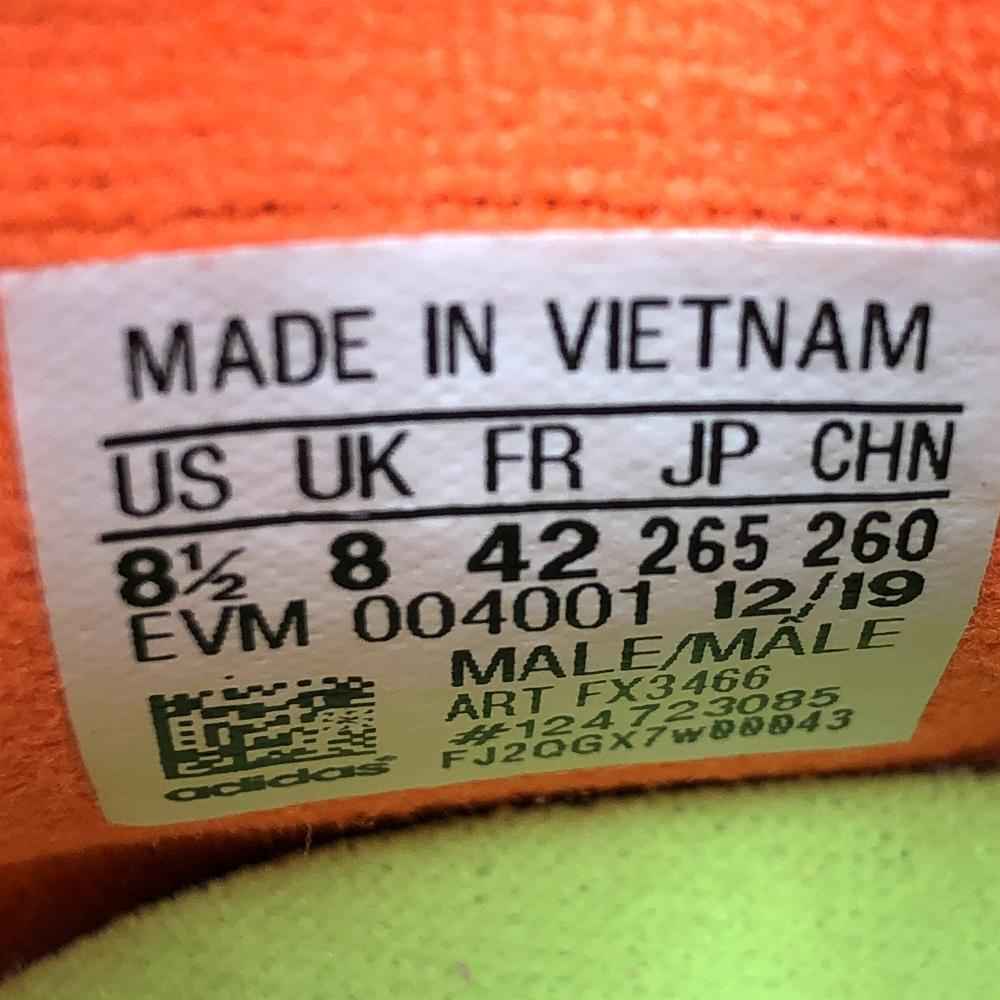 MADE IN VIETNAM
US UK FR JP CHN
8½ 8 42 265 260
EVM 004001 12/19
MALE/MÂLE
ART FX3466
#124723085
FJ2QGX7W00043
adidas®